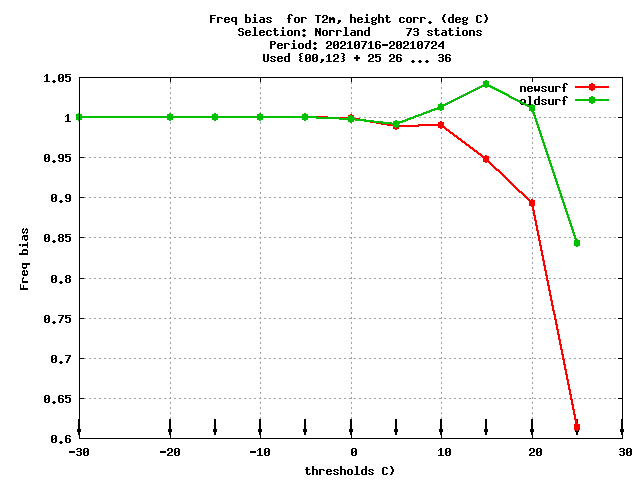 Freq bias  for T2m, height corr. (deg C)
Selection: Norrland     73 stations
Period: 20210716-20210724
Used {00,12} + 25 26 ... 36
newsurf
oldsurf
1.05
1
0.95
0.9
0.85
0.8
0.75
0.7
0.65
0.6
Freq bias
-30
-20
-10
0
10
20
30
thresholds C)